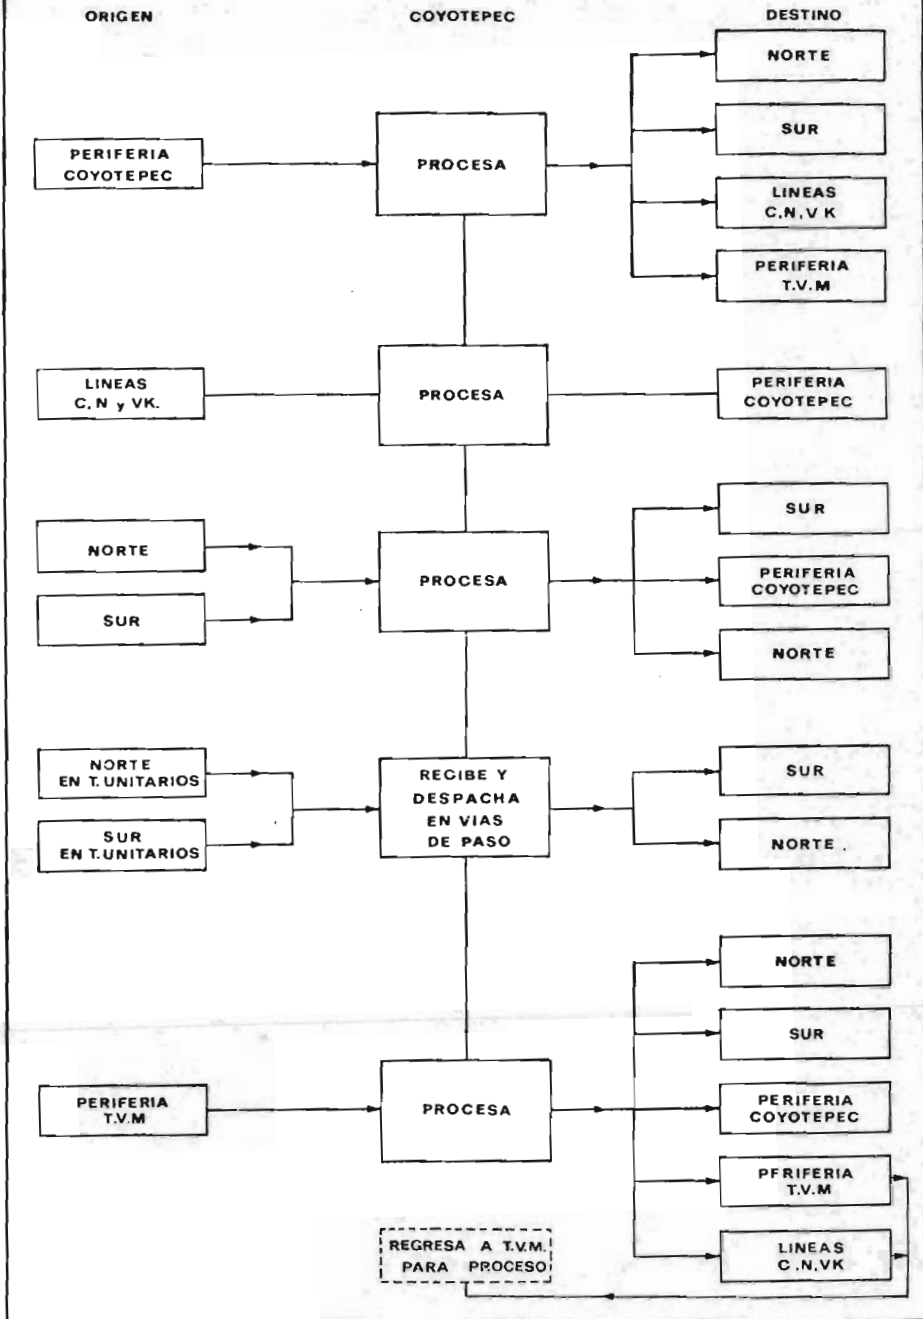 ORIGEN
COYOTEPEC
DESTINO
PERIFERIA
COYOTEPEC
PROCESA
NORTE
SUR
LINEAS
C,N,V K
PERIFERIA
T.V.M
LINEAS
C, N y VK.
PROCESA
PERIFERIA
COYOTEPEC
NORTE
SUR
PROCESA
SUR
PERIFERIA
COYOTEPEC
NORTE
NORTE
EN T. UNITARIOS
SUR
EN T. UNITARIOS
RECIBE Y
DESPACHA
EN VIAS
DE PASO
SUR
NORTE .
PERIFERIA
T.V.M
PROCESA
NORTE
SUR
PERIFERIA
COYOTEPEC
PFRIFERIA
T.V.M
LINEAS
C .N,VK
REGRESA A T.V.M.
PARA PROCESO